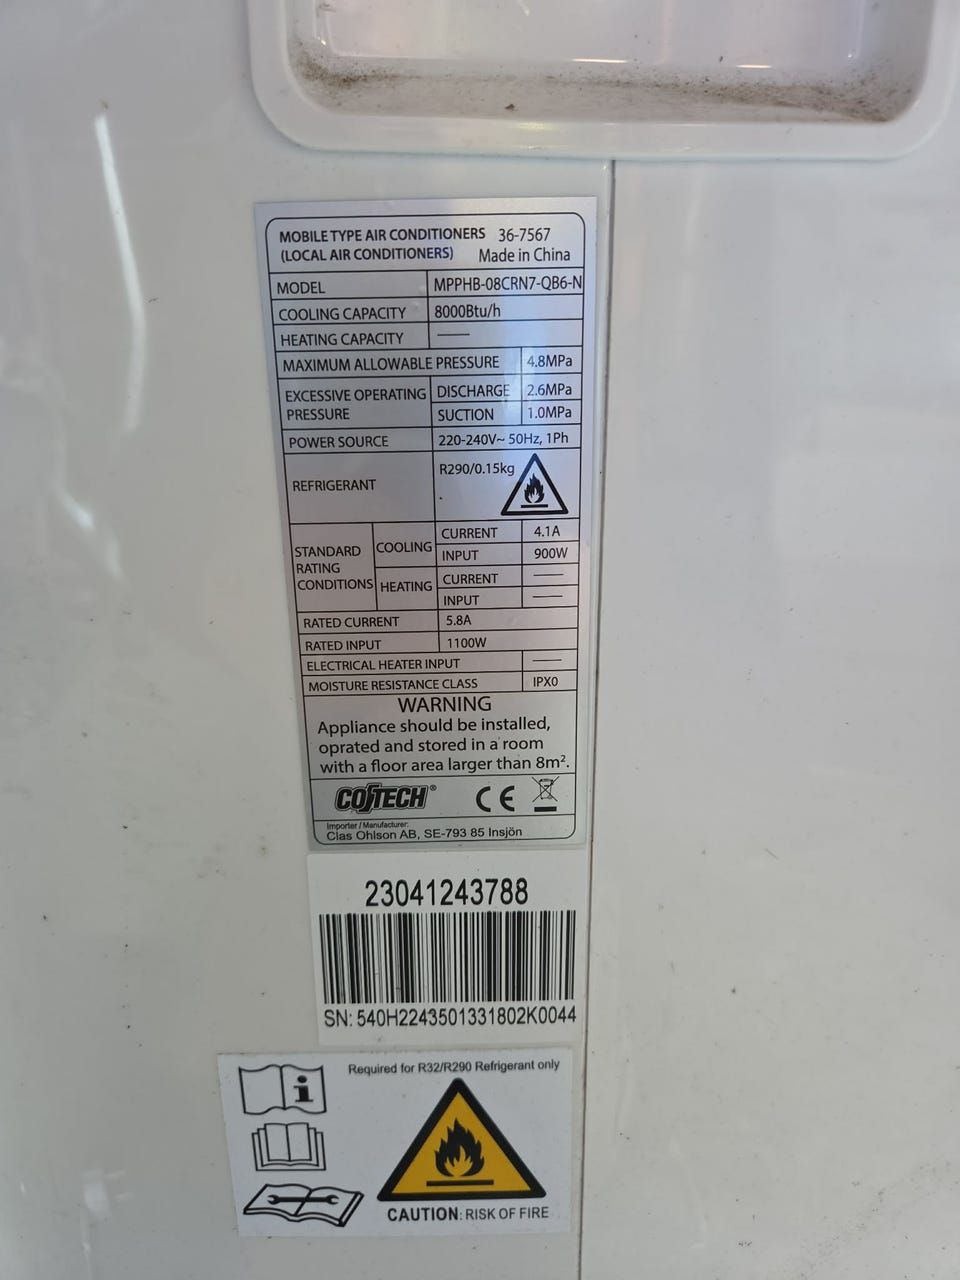 MOBILE TYPE AIR CONDITIONERS 36-7567
(LOCAL AIR CONDITIONERS) Made in China
MODEL MPPHB-08CRN7-QB6-N
COOLING CAPACITY 8000Btu/h
HEATING CAPACITY ——
MAXIMUM ALLOWABLE PRESSURE 4.8MPa
EXCESSIVE OPERATING PRESSURE DISCHARGE 2.6MPa
SUCTION 1.0MPa
POWER SOURCE 220-240V~ 50Hz, 1Ph
REFRIGERANT R290/0.15kg
STANDARD RATING CONDITIONS COOLING CURRENT 4.1A
INPUT 900W
HEATING CURRENT ——
INPUT ——
RATED CURRENT 5.8A
RATED INPUT 1100W
ELECTRICAL HEATER INPUT ——
MOISTURE RESISTANCE CLASS IPX0
WARNING
Appliance should be installed,
oprated and stored in a room
with a floor area larger than 8m².
COTECH® CE
Importer / Manufacturer:
Clas Ohlson AB, SE-793 85 Insjön
23041243788
SN: 540H2243501331802K0044
Required for R32/R290 Refrigerant only
CAUTION: RISK OF FIRE